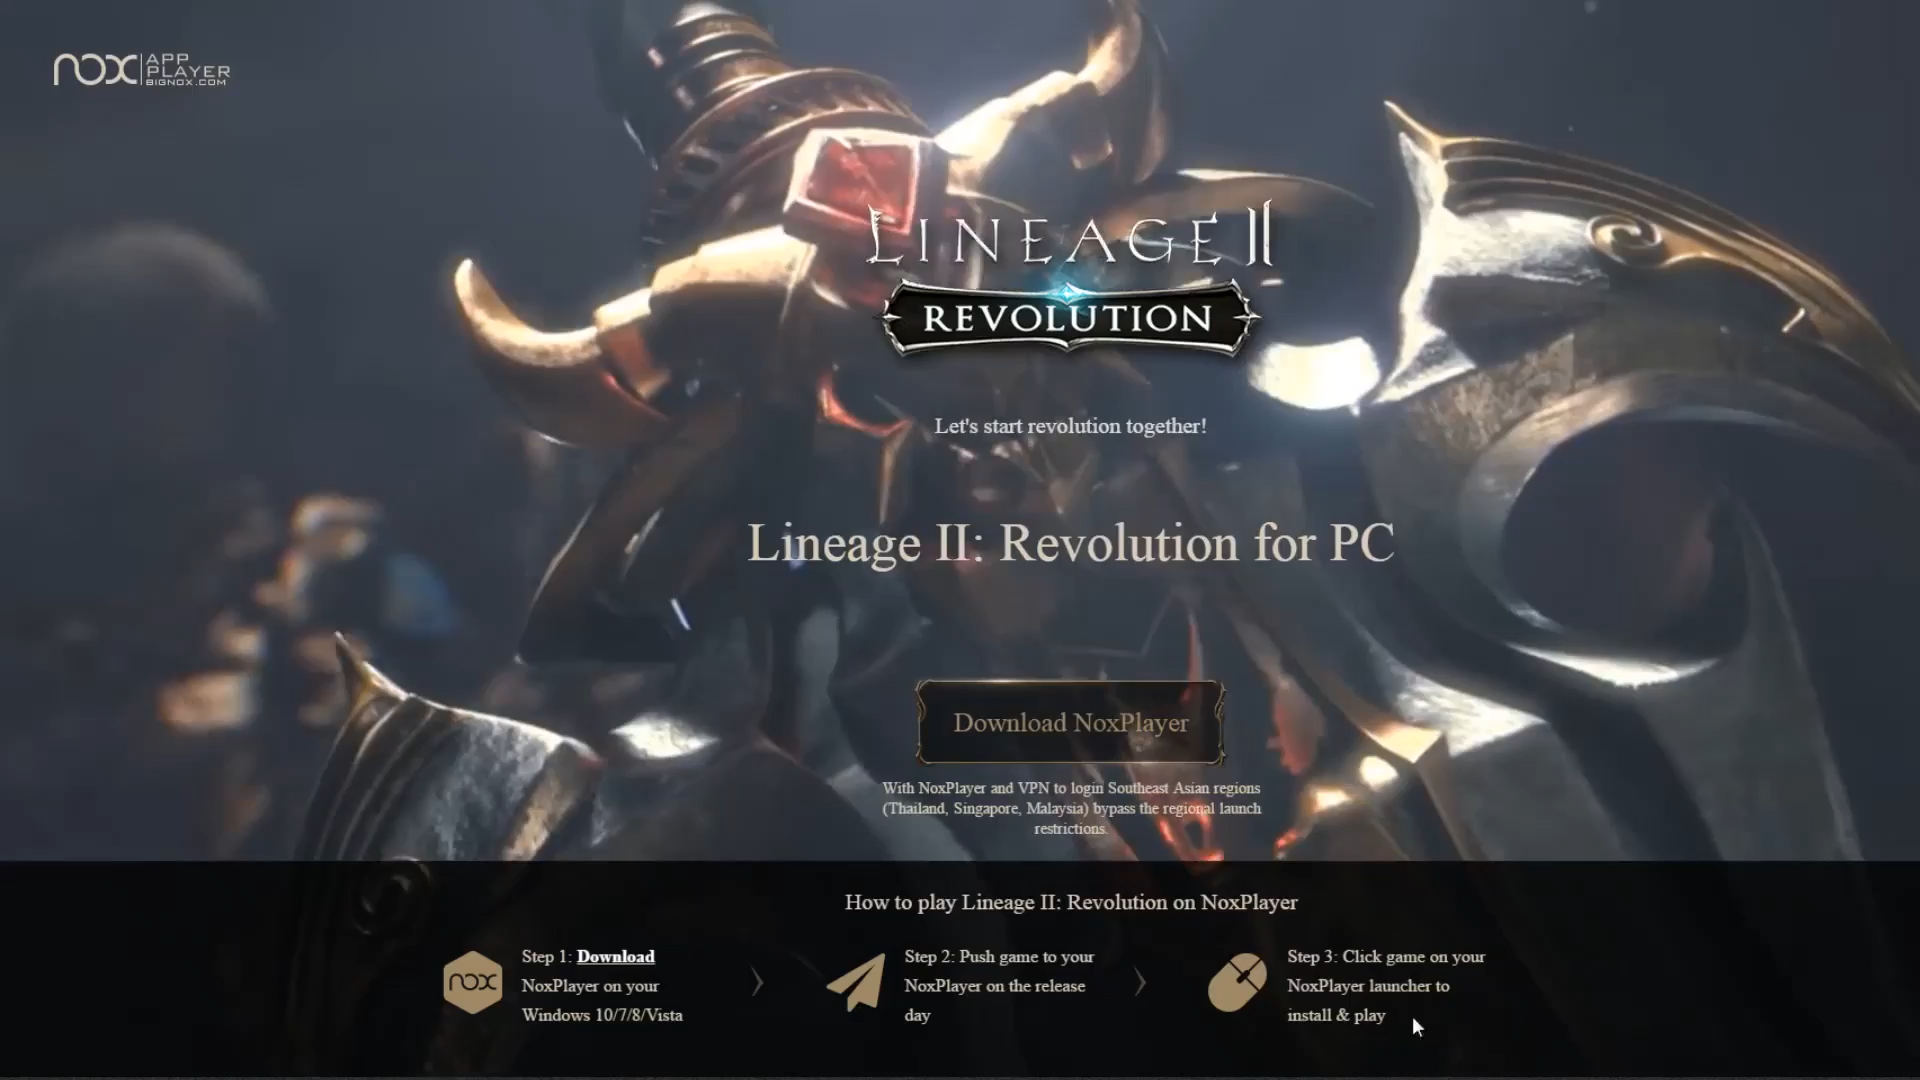 nox
APP
PLAYER
BIGNOX.COM
LINEAGE II
REVOLUTION
Let's start revolution together!
Lineage II: Revolution for PC
Download NoxPlayer
With NoxPlayer and VPN to login Southeast Asian regions
(Thailand, Singapore, Malaysia) bypass the regional launch
restrictions.
How to play Lineage II: Revolution on NoxPlayer
nox
Step 1: Download
NoxPlayer on your
Windows 10/7/8/Vista
Step 2: Push game to your
NoxPlayer on the release
day
Step 3: Click game on your
NoxPlayer launcher to
install & play